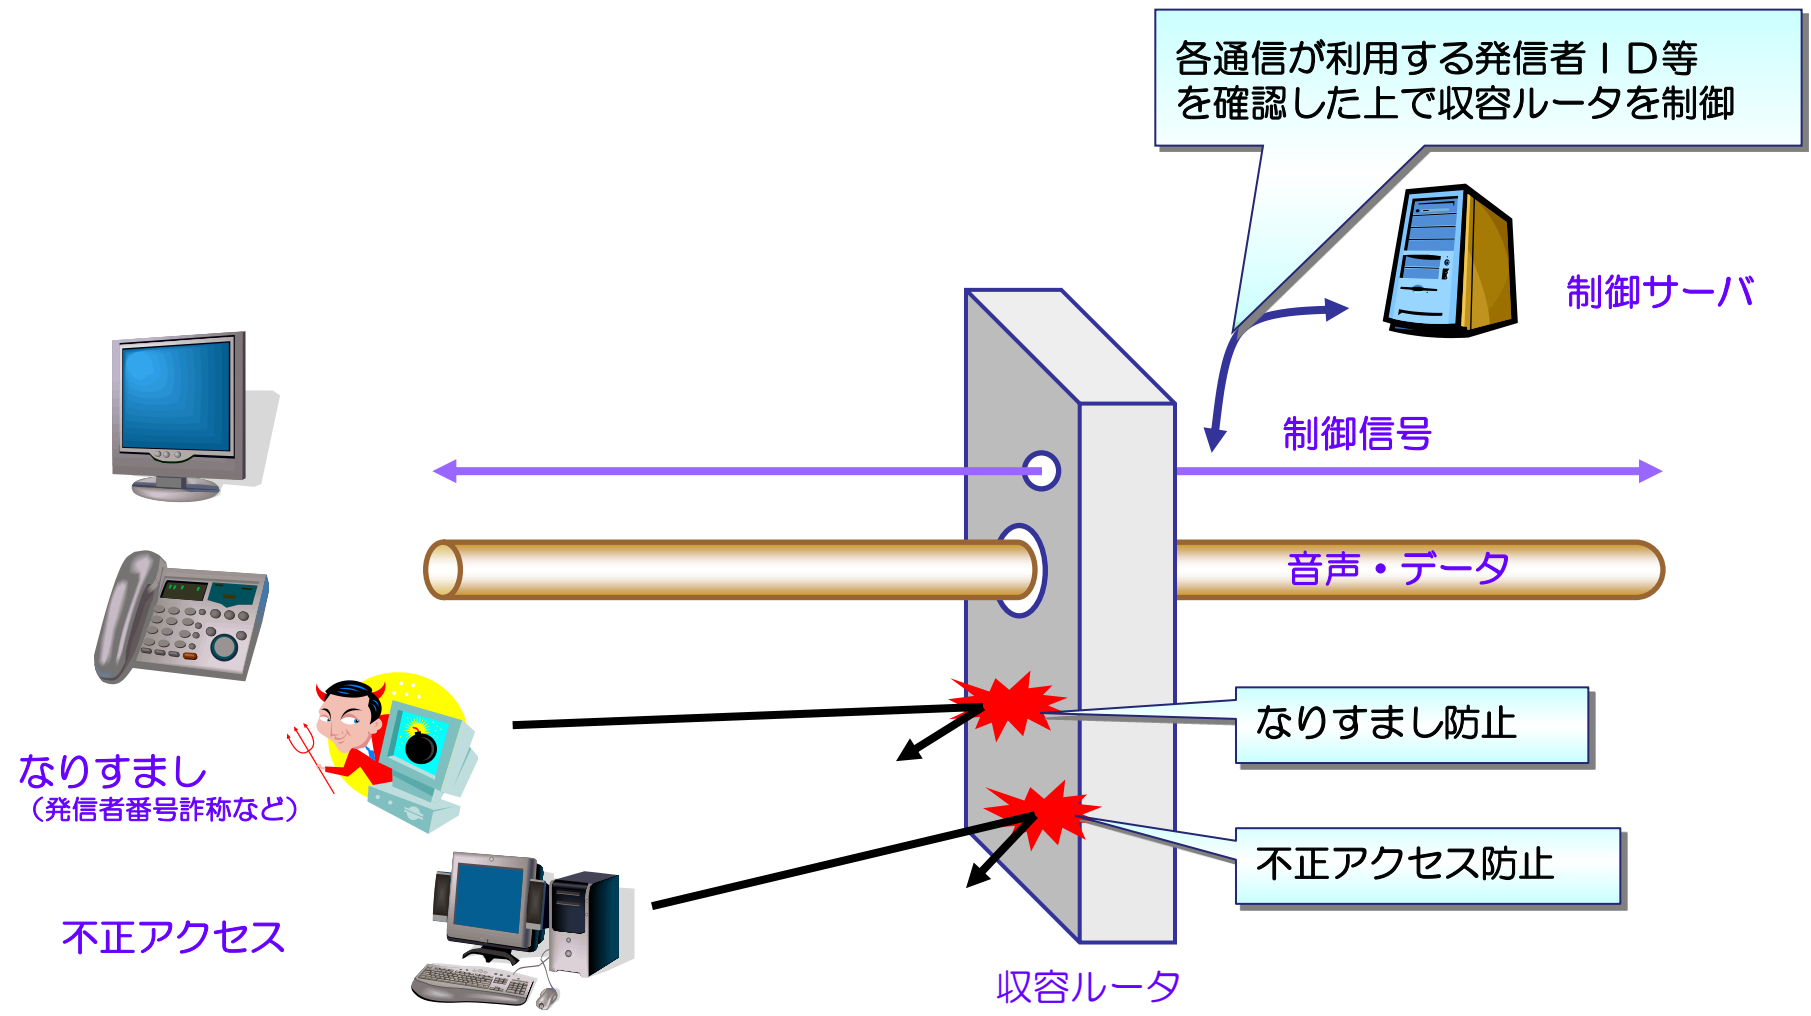 各通信が利用する発信者ＩＤ等
を確認した上で収容ルータを制御
制御サーバ
制御信号
音声・データ
なりすまし防止
なりすまし
（発信者番号詐称など）
不正アクセス防止
不正アクセス
収容ルータ